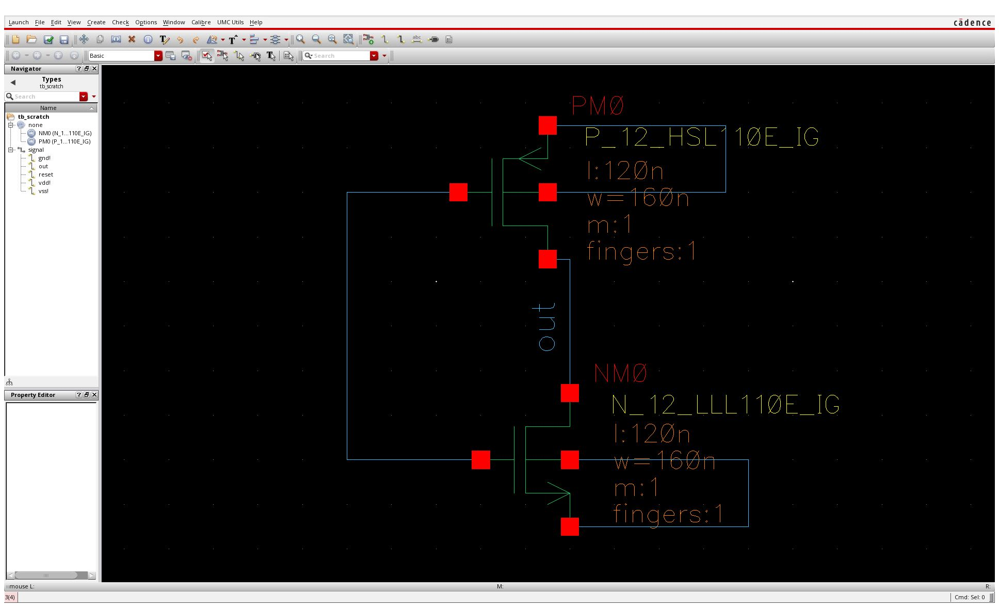 Launch File Edit View Create Check Options Window Calibre UMC Utils Help
cādence
abc
Basic
Search
Navigator
Types
tb_scratch
Search
Name
tb_scratch
none
NM0 (N_1...110E_IG)
PM0 (P_1...110E_IG)
signal
gnd!
out
reset
vdd!
vss!
Property Editor
PM0
P_12_HSL110E_IG
l:120n
w=160n
m:1
fingers:1
out
NM0
N_12_LLL110E_IG
l:120n
w=160n
m:1
fingers:1
mouse L: M: R:
3(4) Cmd: Sel: 0